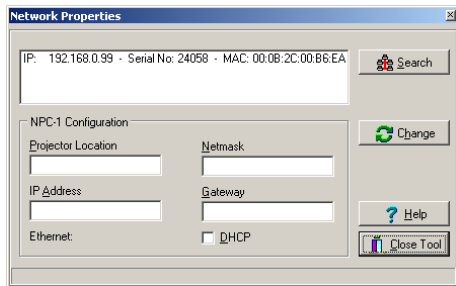 Network Properties
IP: 192.168.0.99 - Serial No: 24058 - MAC: 00:0B:2C:00:B6:EA
Search
NPC-1 Configuration
Projector Location
Netmask
Change
IP Address
Gateway
Help
Ethernet:
DHCP
Close Tool